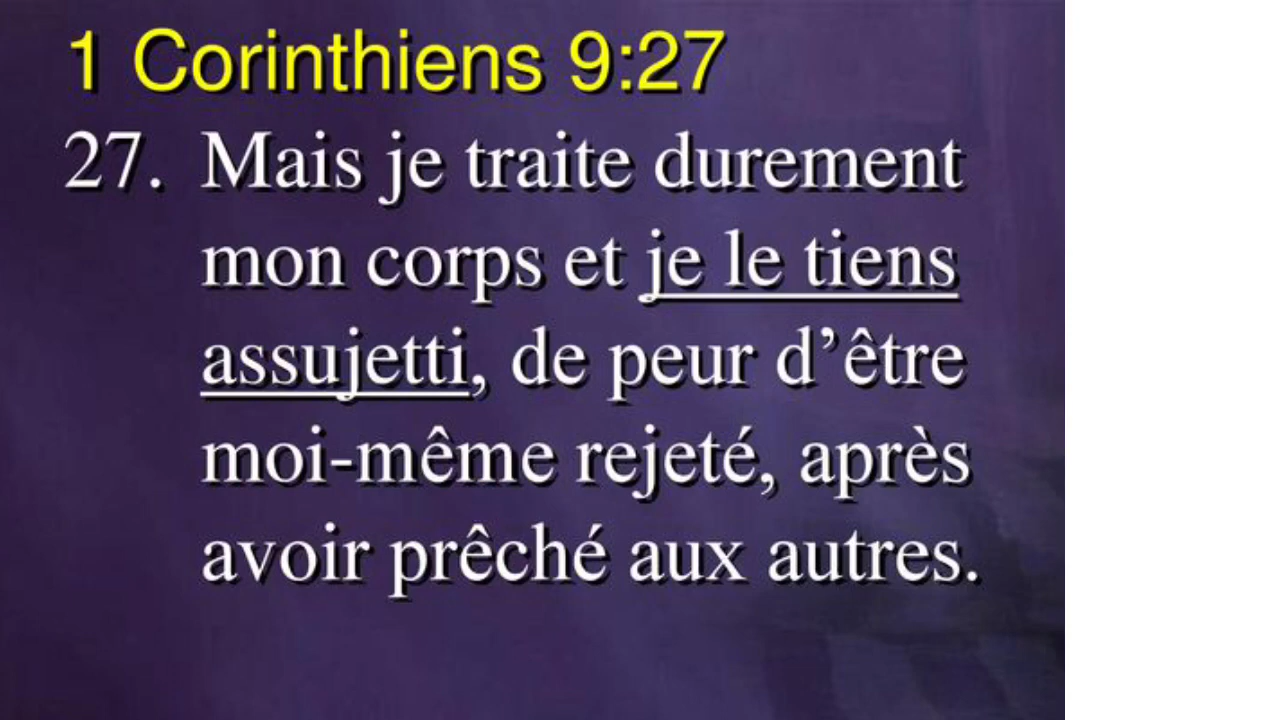 1 Corinthiens 9:27
27. Mais je traite durement
mon corps et je le tiens
assujetti, de peur d’être
moi-même rejeté, après
avoir prêché aux autres.